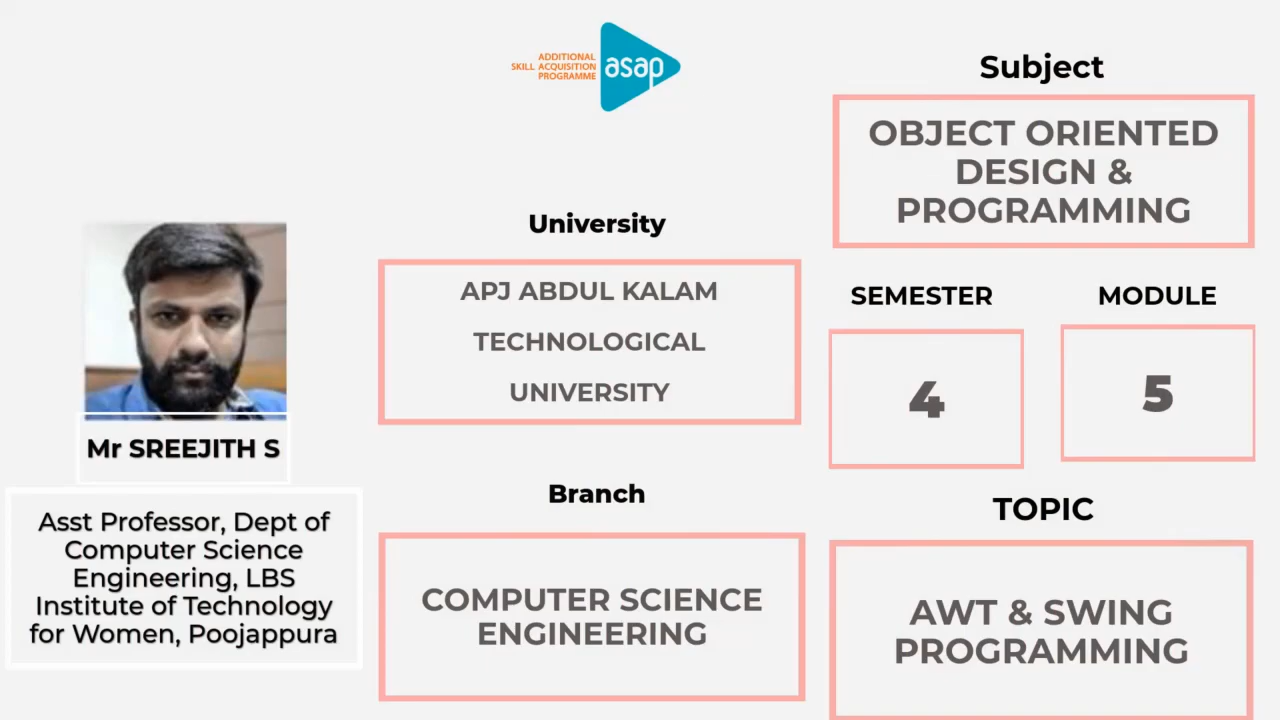 ADDITIONAL
SKILL ACQUISITION
PROGRAMME
asap
Mr SREEJITH S
Asst Professor, Dept of
Computer Science
Engineering, LBS
Institute of Technology
for Women, Poojappura
University
APJ ABDUL KALAM
TECHNOLOGICAL
UNIVERSITY
Branch
COMPUTER SCIENCE
ENGINEERING
Subject
OBJECT ORIENTED
DESIGN &
PROGRAMMING
SEMESTER
4
MODULE
5
TOPIC
AWT & SWING
PROGRAMMING